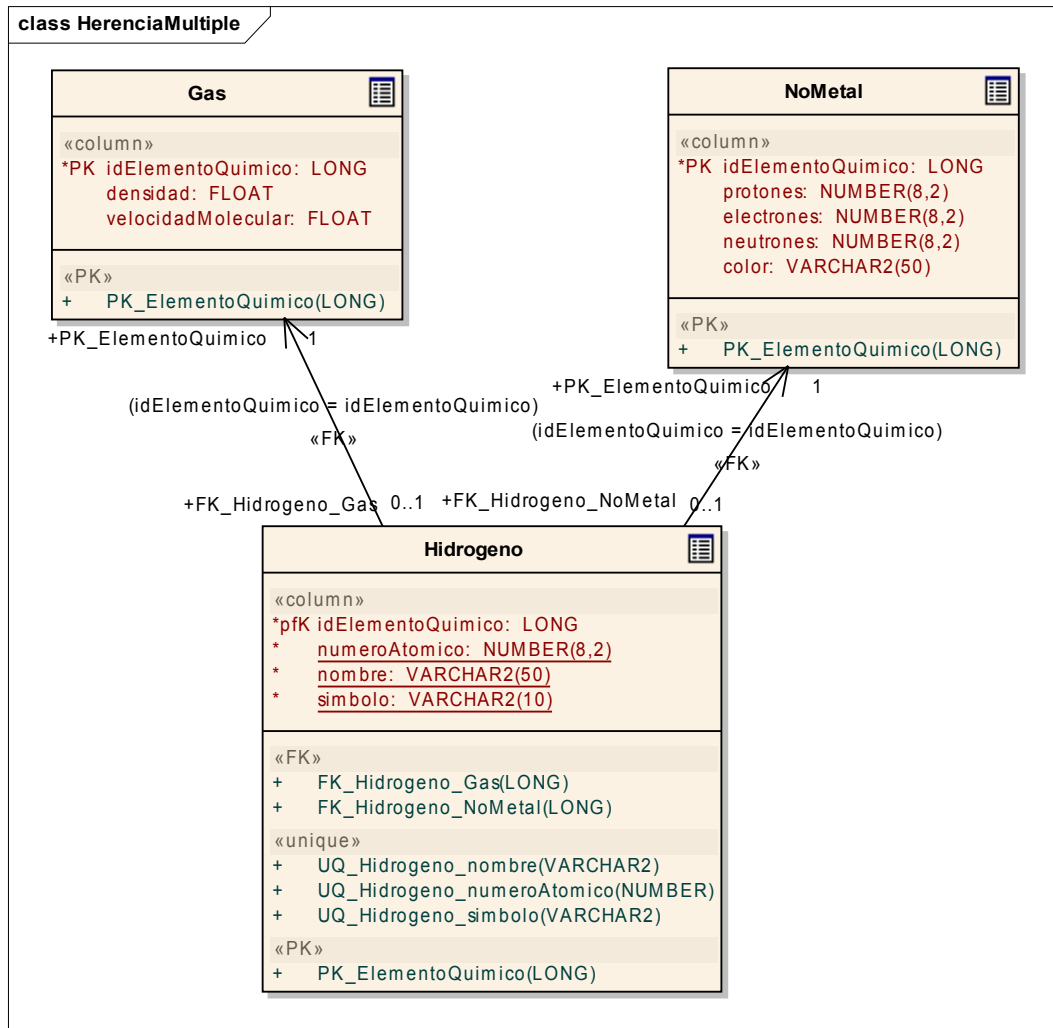 class HerenciaMultiple
Gas
«column»
*PK idElementoQuimico: LONG
densidad: FLOAT
velocidadMolecular: FLOAT
«PK»
+ PK_ElementoQuimico(LONG)
NoMetal
«column»
*PK idElementoQuimico: LONG
protones: NUMBER(8,2)
electrones: NUMBER(8,2)
neutrones: NUMBER(8,2)
color: VARCHAR2(50)
«PK»
+ PK_ElementoQuimico(LONG)
+PK_ElementoQuimico 1
(idElementoQuimico = idElementoQuimico)
«FK»
+FK_Hidrogeno_Gas 0..1
+PK_ElementoQuimico 1
(idElementoQuimico = idElementoQuimico)
«FK»
+FK_Hidrogeno_NoMetal 0..1
Hidrogeno
«column»
*pfK idElementoQuimico: LONG
* numeroAtomico: NUMBER(8,2)
* nombre: VARCHAR2(50)
* simbolo: VARCHAR2(10)
«FK»
+ FK_Hidrogeno_Gas(LONG)
+ FK_Hidrogeno_NoMetal(LONG)
«unique»
+ UQ_Hidrogeno_nombre(VARCHAR2)
+ UQ_Hidrogeno_numeroAtomico(NUMBER)
+ UQ_Hidrogeno_simbolo(VARCHAR2)
«PK»
+ PK_ElementoQuimico(LONG)